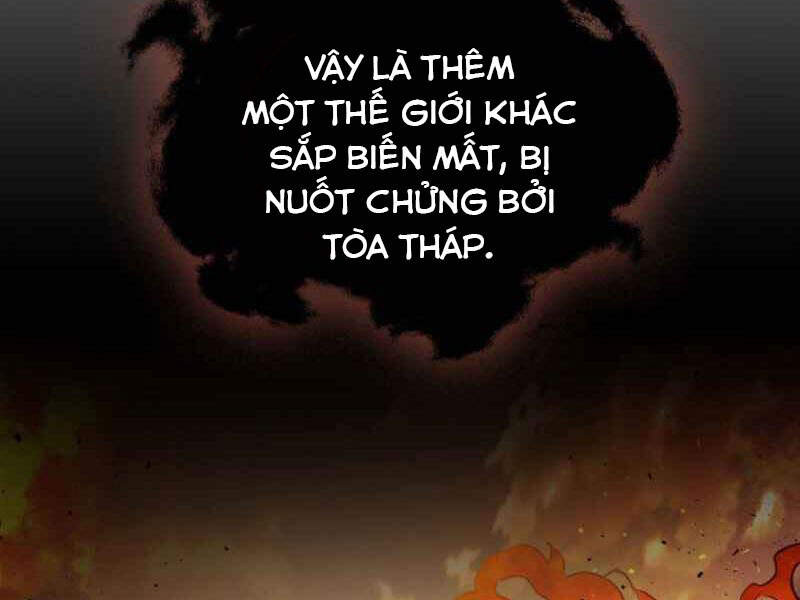 VẬY LÀ THÊM
MỘT THẾ GIỚI KHÁC
SẮP BIẾN MẤT, BỊ
NUỐT CHỬNG BỞI
TÒA THÁP.